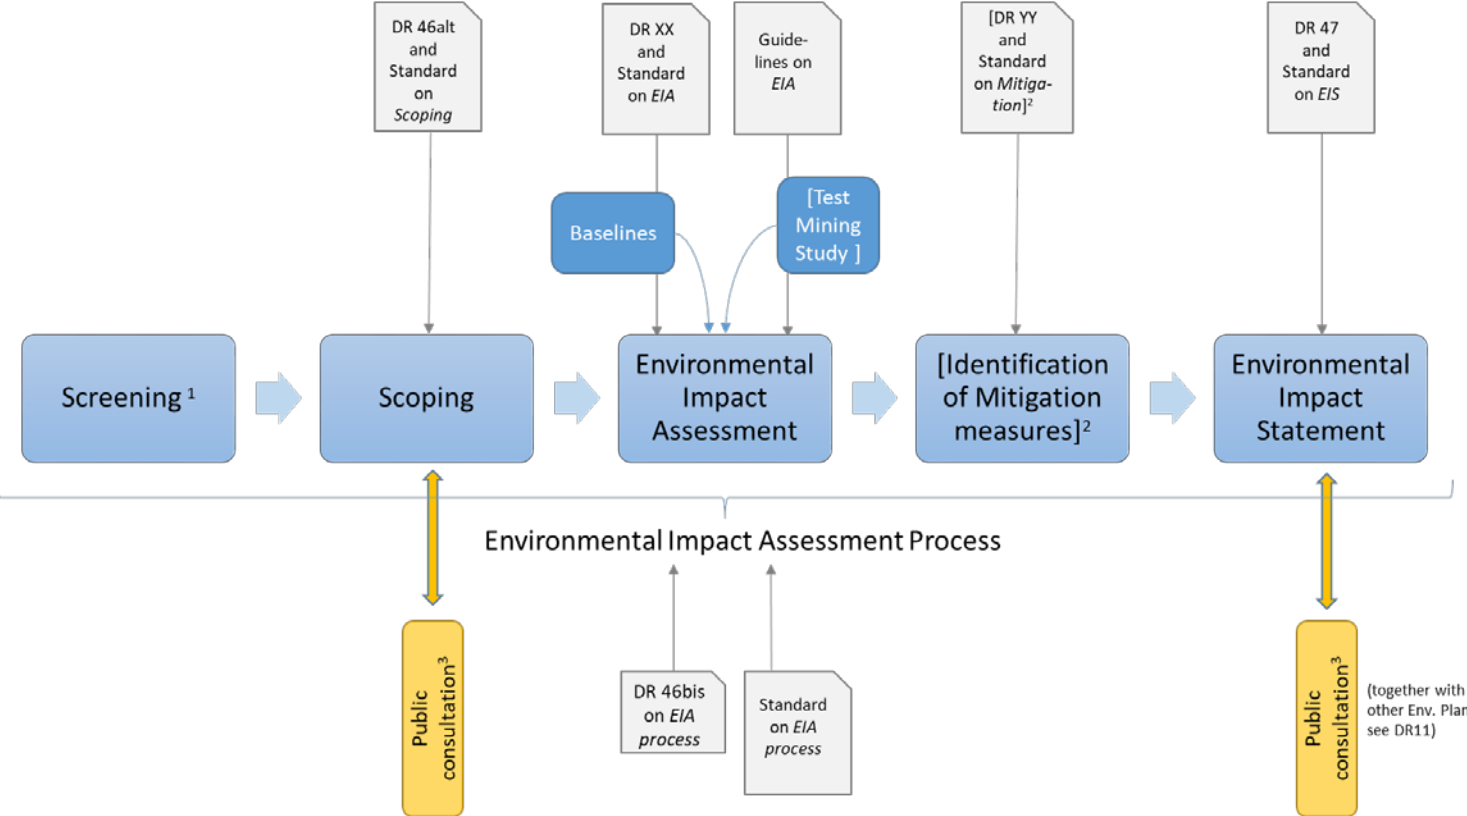 DR 46alt
and
Standard
on
Scoping
DR XX
and
Standard
on EIA
Guide-
lines on
EIA
[DR YY
and
Standard
on Mitiga-
tion]²
DR 47
and
Standard
on EIS
Baselines
[Test
Mining
Study ]
Screening ¹
Scoping
Environmental
Impact
Assessment
[Identification
of Mitigation
measures]²
Environmental
Impact
Statement
Environmental Impact Assessment Process
Public
consultation³
DR 46bis
on EIA
process
Standard
on EIA
process
Public
consultation³
(together with
other Env. Plan
see DR11)